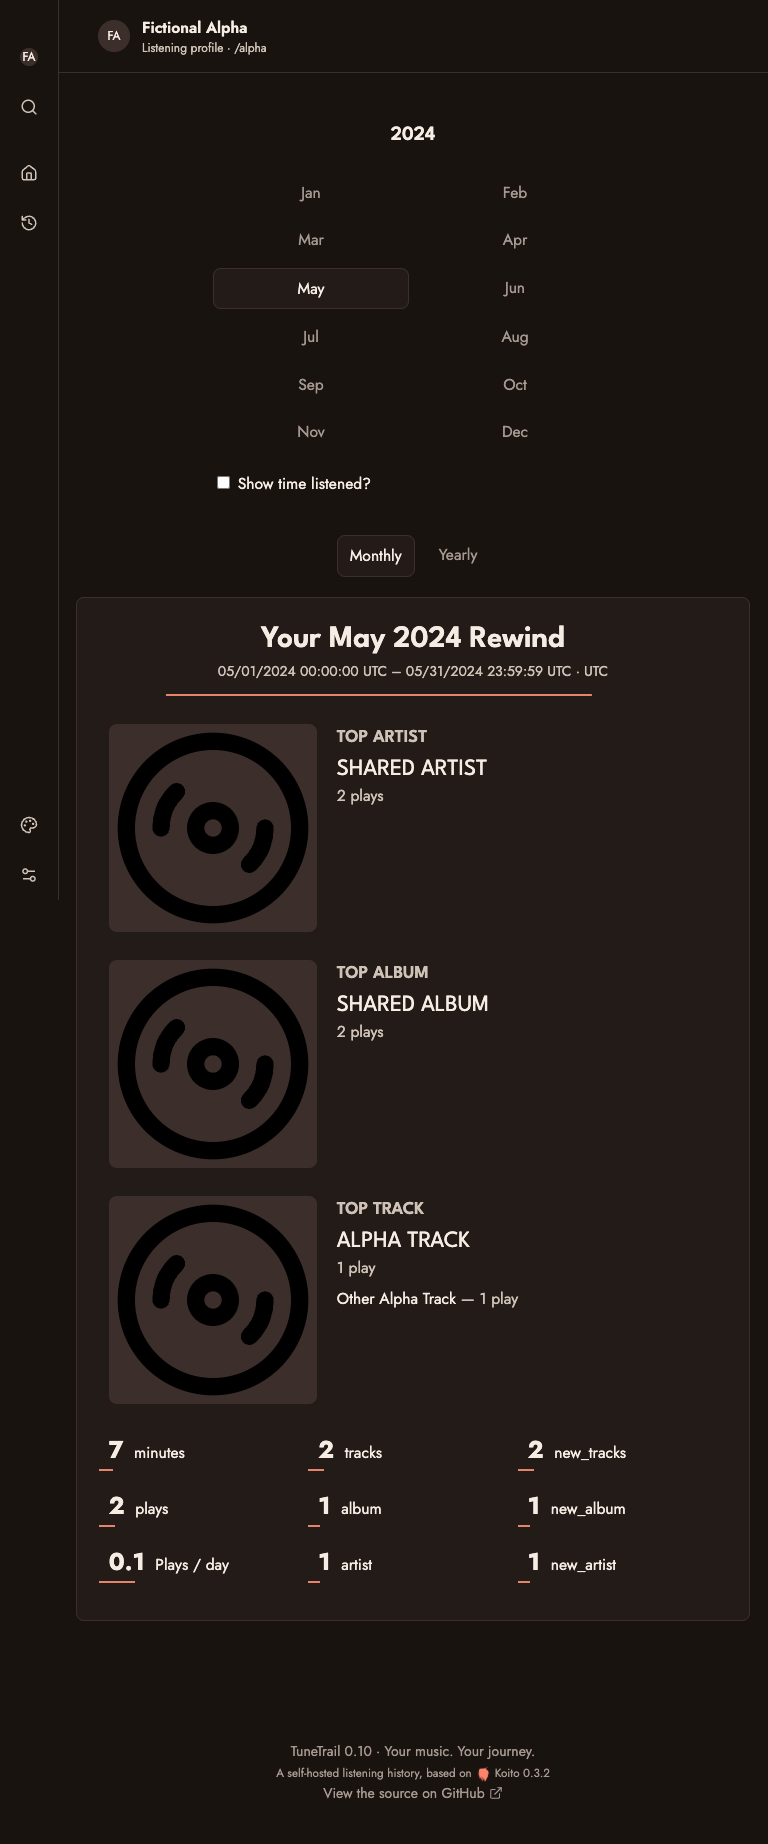 FA
FA
Fictional Alpha
Listening profile · /alpha
2024
Jan
Feb
Mar
Apr
May
Jun
Jul
Aug
Sep
Oct
Nov
Dec
Show time listened?
Monthly
Yearly
Your May 2024 Rewind
05/01/2024 00:00:00 UTC — 05/31/2024 23:59:59 UTC · UTC
TOP ARTIST
SHARED ARTIST
2 plays
TOP ALBUM
SHARED ALBUM
2 plays
TOP TRACK
ALPHA TRACK
1 play
Other Alpha Track — 1 play
7 minutes
2 tracks
2 new_tracks
2 plays
1 album
1 new_album
0.1 Plays / day
1 artist
1 new_artist
TuneTrail 0.10 · Your music. Your journey.
A self-hosted listening history, based on Koito 0.3.2
View the source on GitHub